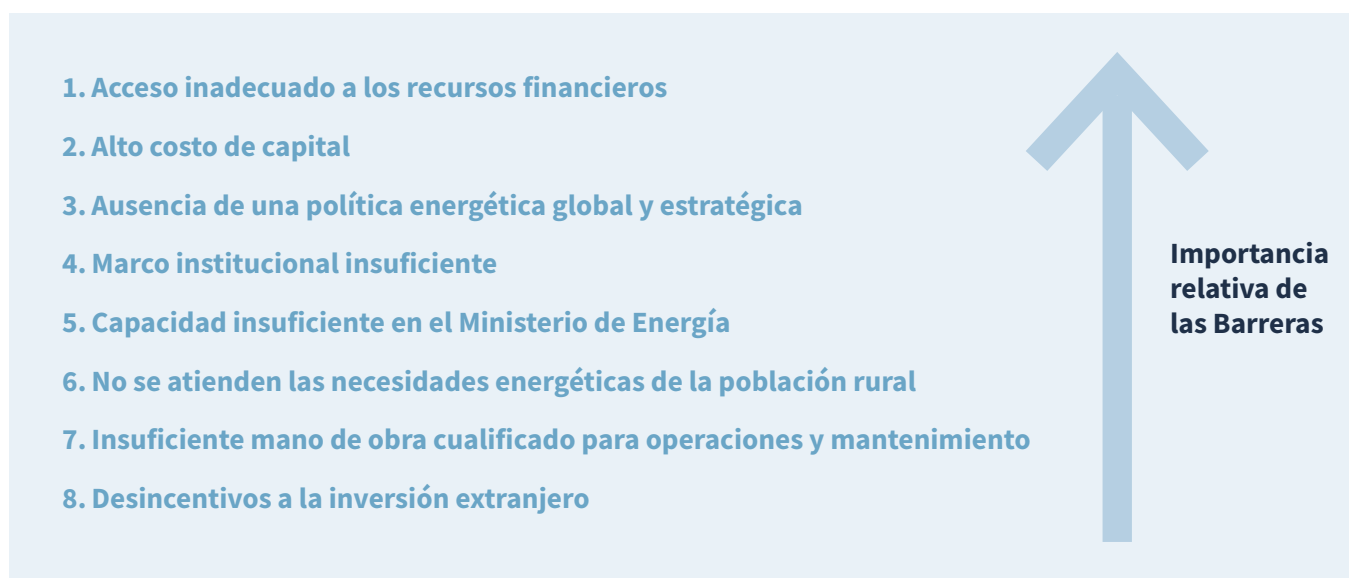 1. Acceso inadecuado a los recursos financieros
2. Alto costo de capital
3. Ausencia de una política energética global y estratégica
4. Marco institucional insuficiente
5. Capacidad insuficiente en el Ministerio de Energía
6. No se atienden las necesidades energéticas de la población rural
7. Insuficiente mano de obra cualificado para operaciones y mantenimiento
8. Desincentivos a la inversión extranjero
Importancia
relativa de
las Barreras